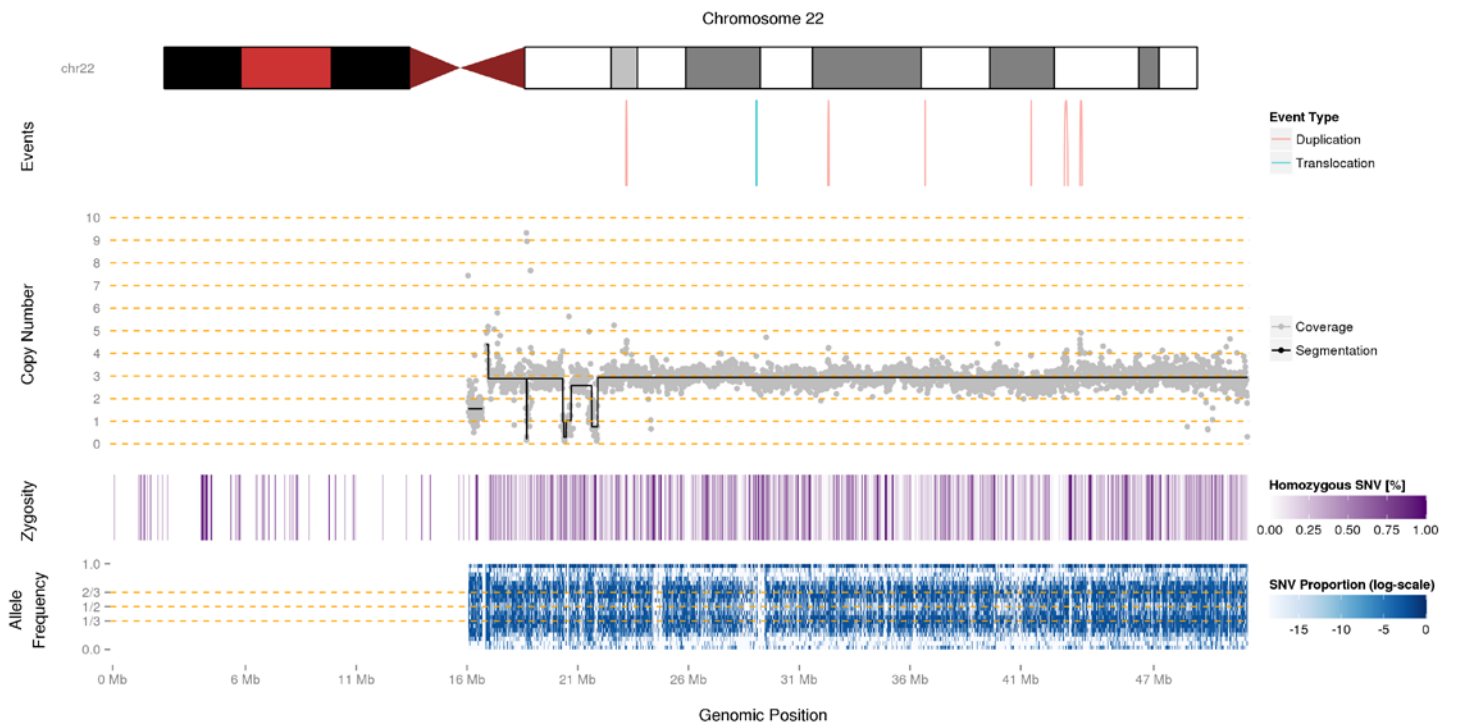 Chromosome 22
chr22
Events
Event Type
Duplication
Translocation
Copy Number
10
9
8
7
6
5
4
3
2
1
0
Coverage
Segmentation
Zygosity
Homozygous SNV [%]
0.00 0.25 0.50 0.75 1.00
Allele
Frequency
1.0
2/3
1/2
1/3
0.0
SNV Proportion (log-scale)
-15 -10 -5 0
0 Mb 6 Mb 11 Mb 16 Mb 21 Mb 26 Mb 31 Mb 36 Mb 41 Mb 47 Mb
Genomic Position